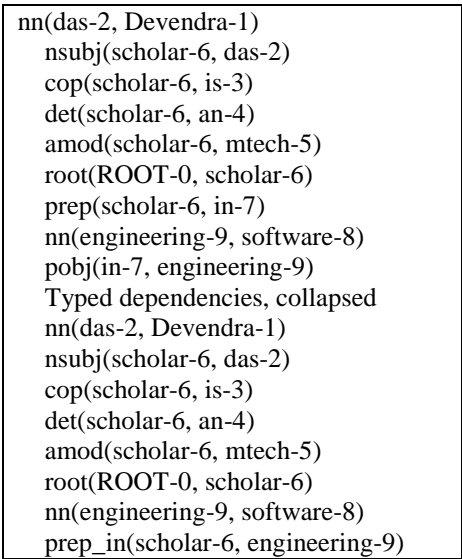 nn(das-2, Devendra-1)
nsubj(scholar-6, das-2)
cop(scholar-6, is-3)
det(scholar-6, an-4)
amod(scholar-6, mtech-5)
root(ROOT-0, scholar-6)
prep(scholar-6, in-7)
nn(engineering-9, software-8)
pobj(in-7, engineering-9)
Typed dependencies, collapsed
nn(das-2, Devendra-1)
nsubj(scholar-6, das-2)
cop(scholar-6, is-3)
det(scholar-6, an-4)
amod(scholar-6, mtech-5)
root(ROOT-0, scholar-6)
nn(engineering-9, software-8)
prep_in(scholar-6, engineering-9)